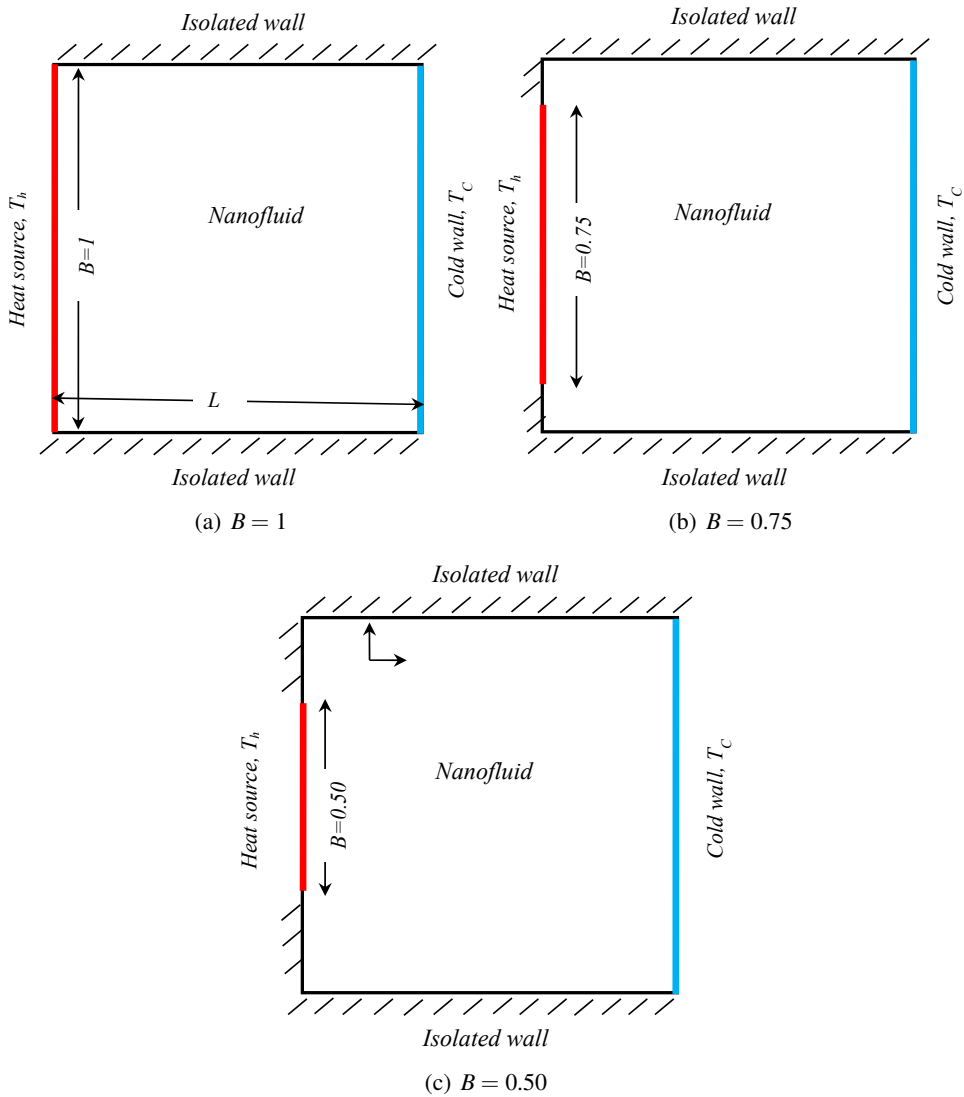 Isolated wall
Heat source, T_h
B=1
Nanofluid
Cold wall, T_C
L
Isolated wall
(a) B = 1
Isolated wall
Heat source, T_h
B=0.75
Nanofluid
Cold wall, T_C
Isolated wall
(b) B = 0.75
Isolated wall
Heat source, T_h
B=0.50
Nanofluid
Cold wall, T_C
Isolated wall
(c) B = 0.50